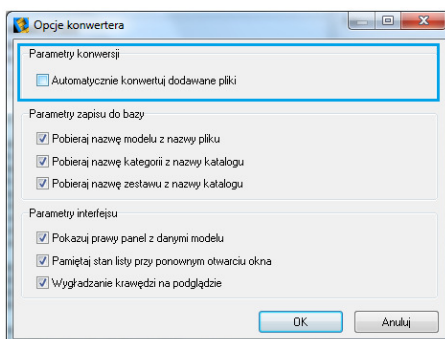 Opcje konwertera
Parametry konwersji
Automatycznie konwertuj dodawane pliki
Parametry zapisu do bazy
Pobieraj nazwę modelu z nazwy pliku
Pobieraj nazwę kategorii z nazwy katalogu
Pobieraj nazwę zestawu z nazwy katalogu
Parametry interfejsu
Pokazuj prawy panel z danymi modelu
Pamiętaj stan listy przy ponownym otwarciu okna
Wygładzanie krawędzi na podglądzie
OK Anuluj